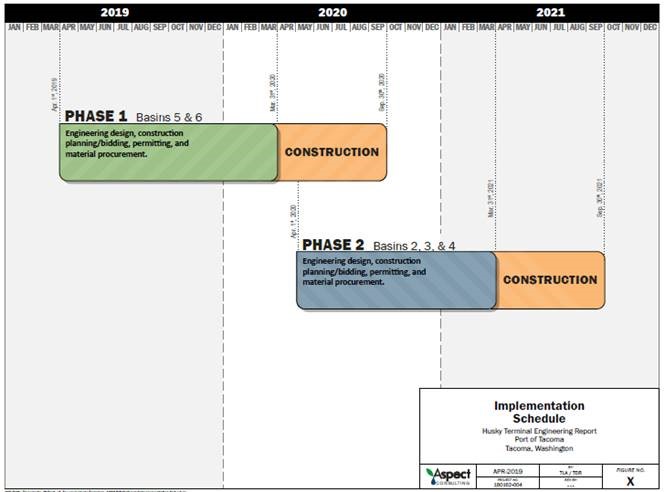 2019 2020 2021
JAN FEB MAR APR MAY JUN JUL AUG SEP OCT NOV DEC JAN FEB MAR APR MAY JUN JUL AUG SEP OCT NOV DEC JAN FEB MAR APR MAY JUN JUL AUG SEP OCT NOV DEC
Apr. 1st, 2019
Mar. 31st, 2020
Sep. 30th, 2020
PHASE 1 Basins 5 & 6
Engineering design, construction
planning/bidding, permitting, and
material procurement.
CONSTRUCTION
Apr. 1st, 2020
Mar. 31st, 2021
Sep. 30th, 2021
PHASE 2 Basins 2, 3, & 4
Engineering design, construction
planning/bidding, permitting, and
material procurement.
CONSTRUCTION
Implementation
Schedule
Husky Terminal Engineering Report
Port of Tacoma
Tacoma, Washington
Aspect
CONSULTING
APR-2019
PROJECT NO.
BY:
TLA / TDR
REV BY:
---
FIGURE NO.
X